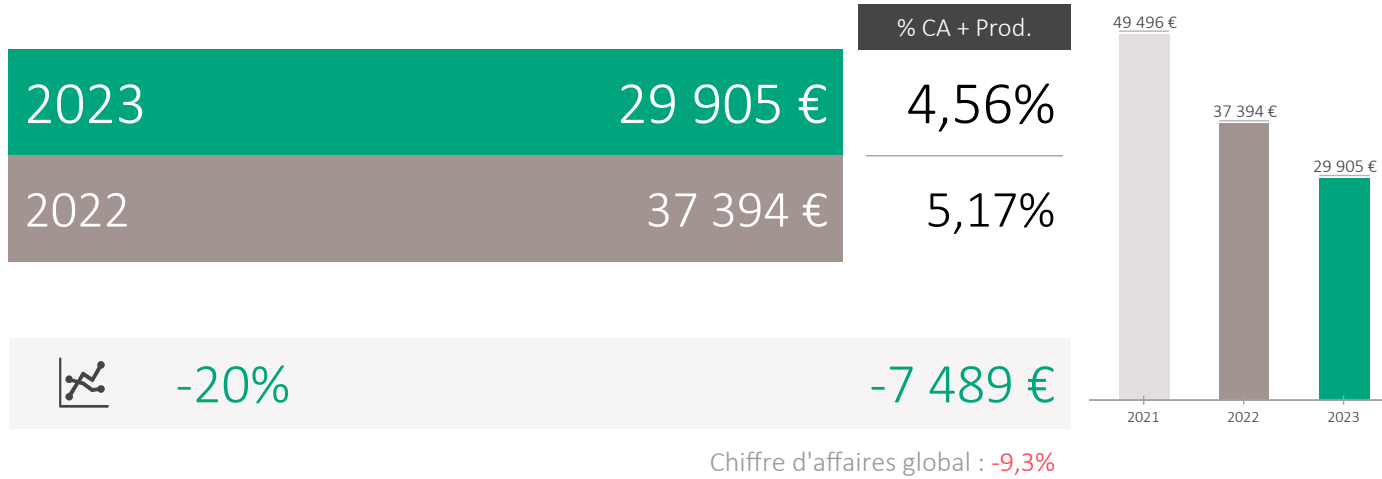 % CA + Prod.
2023 29 905 € 4,56%
2022 37 394 € 5,17%
-20% -7 489 €
Chiffre d'affaires global : -9,3%
49 496 €
37 394 €
29 905 €
2021 2022 2023